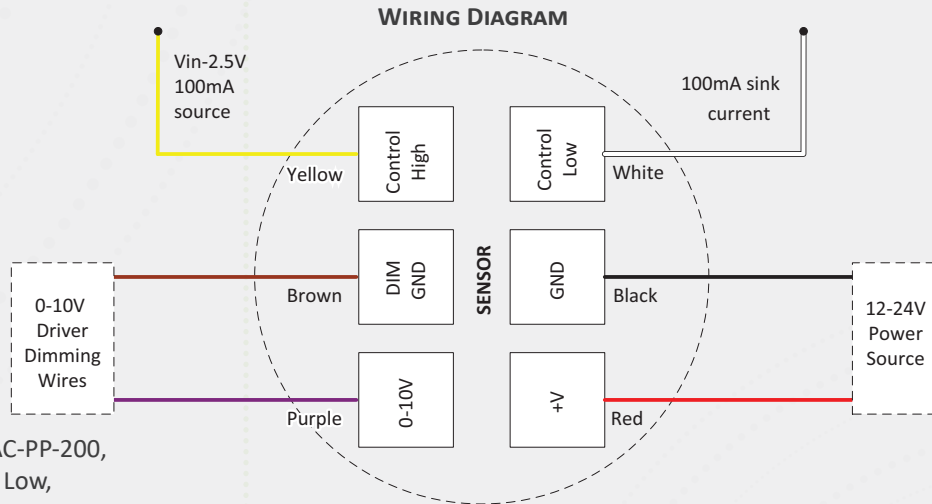 WIRING DIAGRAM
Vin-2.5V
100mA
source
100mA sink
current
Control
High
Control
Low
Yellow
White
DIM
GND
SENSOR
GND
Brown
Black
0-10V
Driver
Dimming
Wires
12-24V
Power
Source
0-10V
+V
Purple
Red
AC-PP-200,
Low,